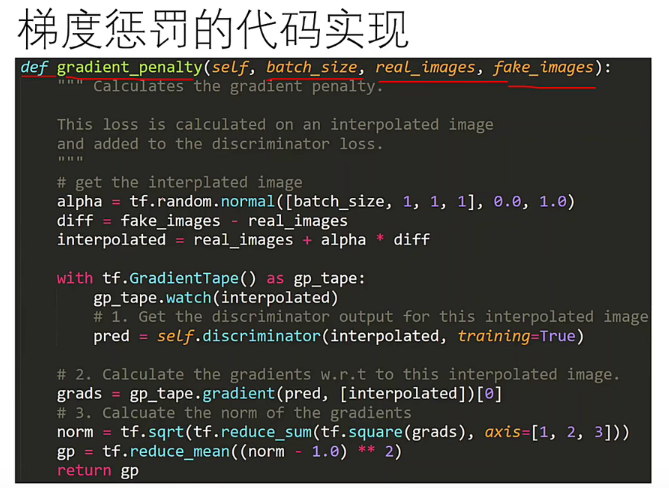 梯度惩罚的代码实现
def gradient_penalty(self, batch_size, real_images, fake_images):
""" Calculates the gradient penalty.
This loss is calculated on an interpolated image
and added to the discriminator loss.
"""
# get the interplated image
alpha = tf.random.normal([batch_size, 1, 1, 1], 0.0, 1.0)
diff = fake_images - real_images
interpolated = real_images + alpha * diff
with tf.GradientTape() as gp_tape:
gp_tape.watch(interpolated)
# 1. Get the discriminator output for this interpolated image
pred = self.discriminator(interpolated, training=True)
# 2. Calculate the gradients w.r.t to this interpolated image.
grads = gp_tape.gradient(pred, [interpolated])[0]
# 3. Calcuate the norm of the gradients
norm = tf.sqrt(tf.reduce_sum(tf.square(grads), axis=[1, 2, 3]))
gp = tf.reduce_mean((norm - 1.0) ** 2)
return gp